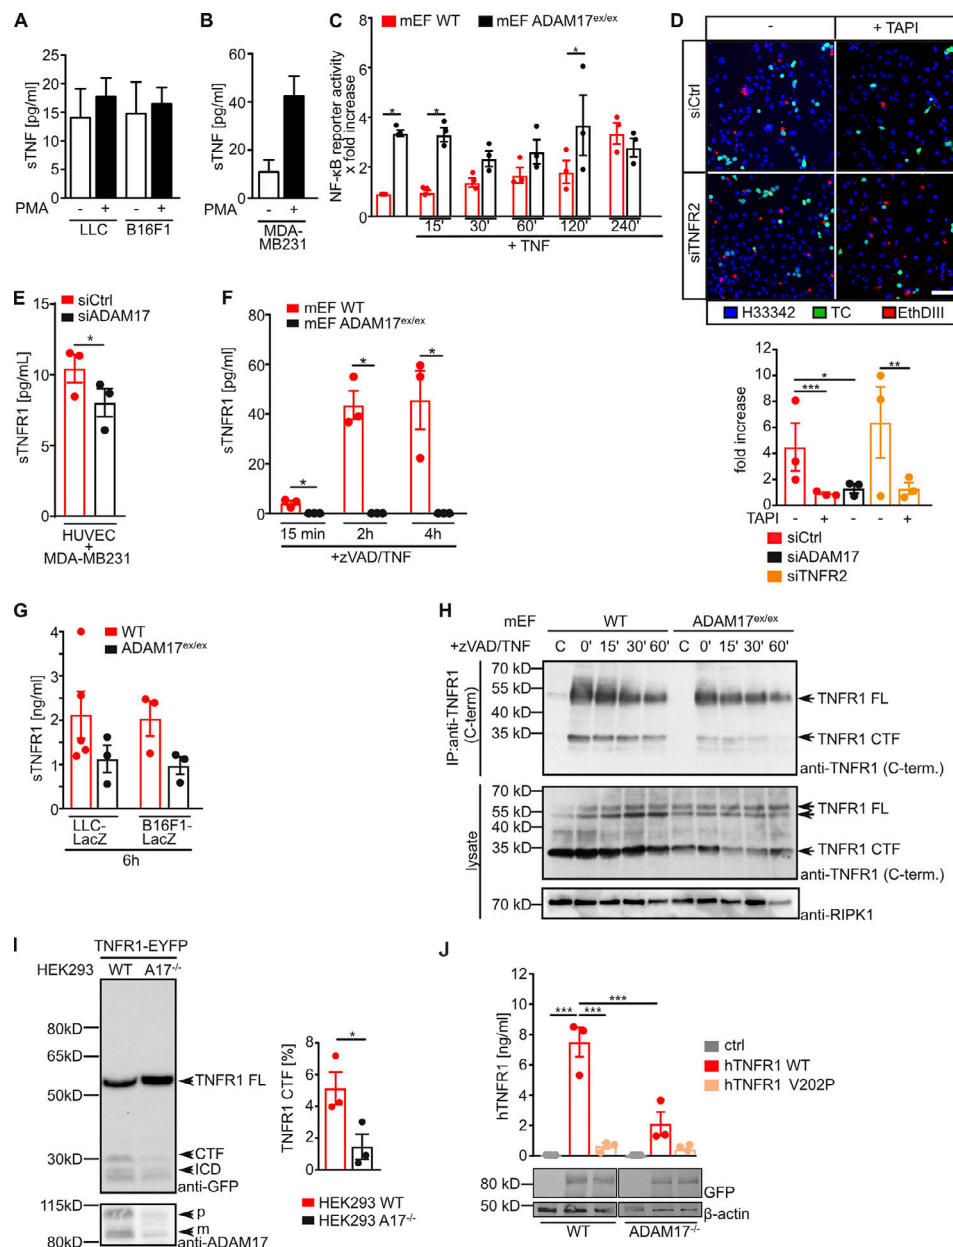 A
sTNF [pg/ml]
25
20
15
10
5
0
PMA - + - +
LLC B16F1
B
sTNF [pg/ml]
60
40
20
0
PMA - +
MDA-
MB231
C
mEF WT mEF ADAM17ex/ex
NF-kB reporter activity
x fold increase
8
6
4
2
0
* * *
15' 30' 60' 120' 240'
+ TNF
D
- + TAPI
siCtrl
siTNFR2
H33342 TC EthDIII
fold increase
12
10
8
6
4
2
0
*** * **
TAPI - + - - +
siCtrl
siADAM17
siTNFR2
E
siCtrl
siADAM17
sTNFR1 [pg/mL]
15
10
5
0
*
HUVEC
+
MDA-MB231
F
mEF WT
mEF ADAM17ex/ex
sTNFR1 [pg/ml]
80
60
40
20
0
* * *
15 min 2h 4h
+zVAD/TNF
G
WT
ADAM17ex/ex
sTNFR1 [ng/ml]
4
3
2
1
0
LLC-
LacZ
B16F1-
LacZ
6h
H
mEF WT ADAM17ex/ex
+zVAD/TNF C 0' 15' 30' 60' C 0' 15' 30' 60'
IP:anti-TNFR1
(C-term)
70 kD
55 kD
40 kD
35 kD
TNFR1 FL
TNFR1 CTF
anti-TNFR1 (C-term.)
lysate
70 kD
55 kD
40 kD
35 kD
TNFR1 FL
TNFR1 CTF
anti-TNFR1 (C-term.)
70 kD
anti-RIPK1
I
TNFR1-EYFP
HEK293 WT A17-/-
80kD
65kD
50kD
30kD
TNFR1 FL
CTF
ICD
anti-GFP
115kD
80kD
p
m
anti-ADAM17
TNFR1 CTF [%]
8
6
4
2
0
*
HEK293 WT
HEK293 A17-/-
J
hTNFR1 [ng/ml]
12
10
8
6
4
2
0
*** *** ***
ctrl
hTNFR1 WT
hTNFR1 V202P
80 kD
50 kD
GFP
β-actin
WT ADAM17-/-